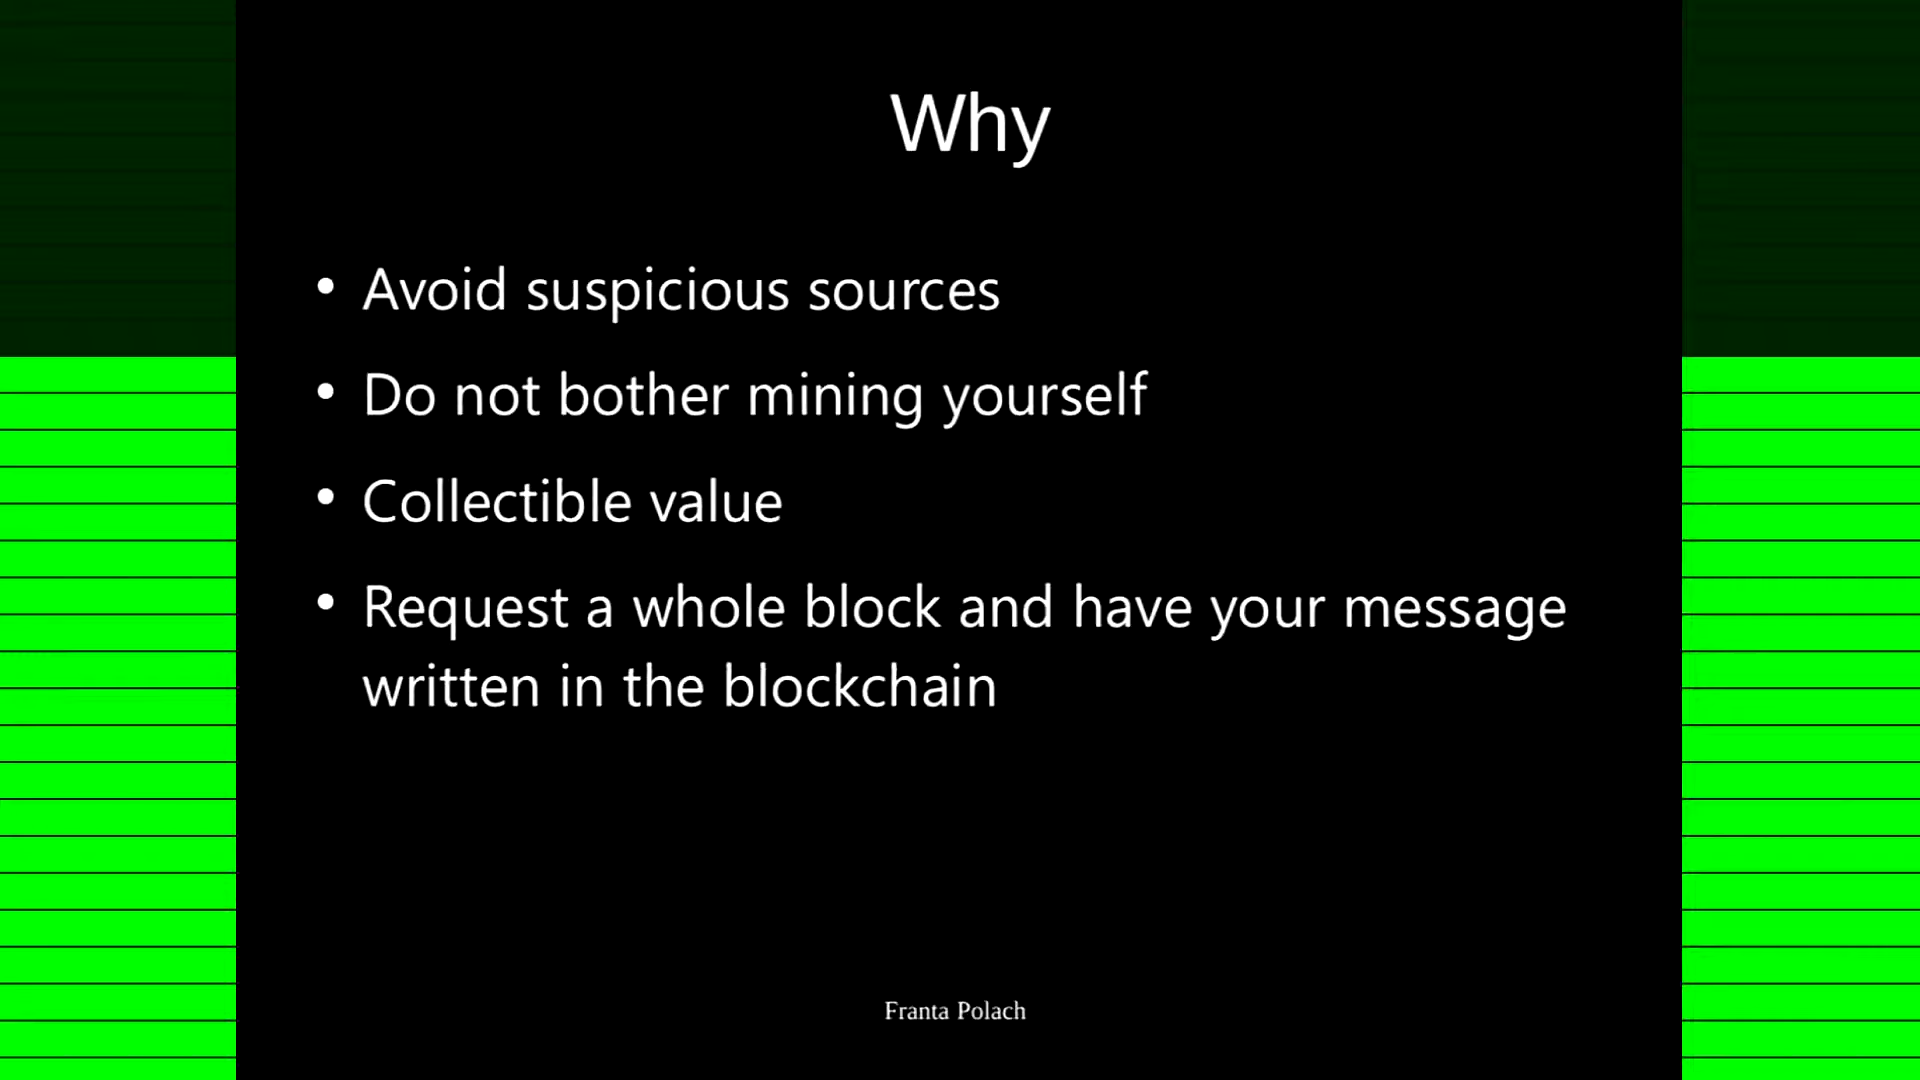 Why
• Avoid suspicious sources
• Do not bother mining yourself
• Collectible value
• Request a whole block and have your message
written in the blockchain
Franta Polach